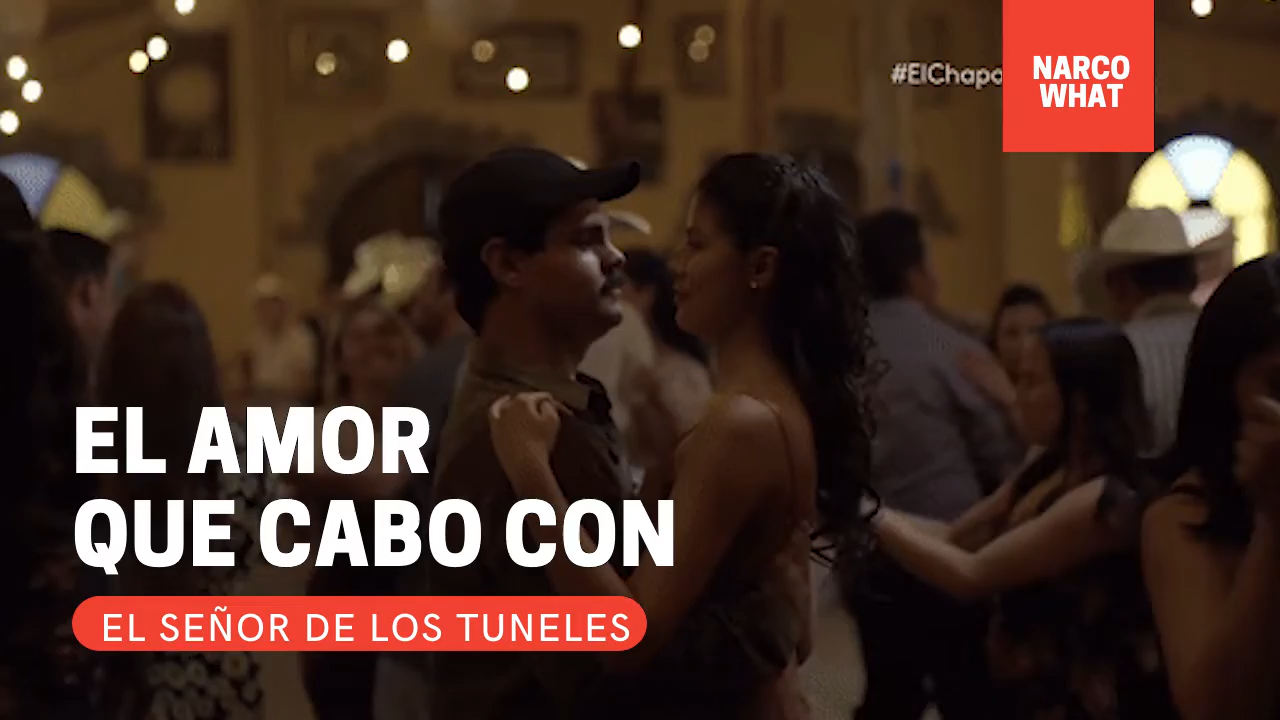 #ElChapo
NARCO
WHAT
EL AMOR
QUE CABO CON
EL SEÑOR DE LOS TUNELES